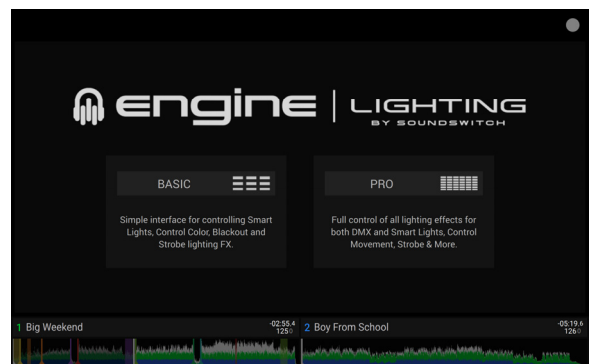 engine LIGHTING
BY SOUNDSWITCH
BASIC
Simple interface for controlling Smart
Lights, Control Color, Blackout and
Strobe lighting FX.
PRO
Full control of all lighting effects for
both DMX and Smart Lights, Control
Movement, Strobe & More.
1 Big Weekend
-02:55.4
125.0
2 Boy From School
-05:19.6
126.0